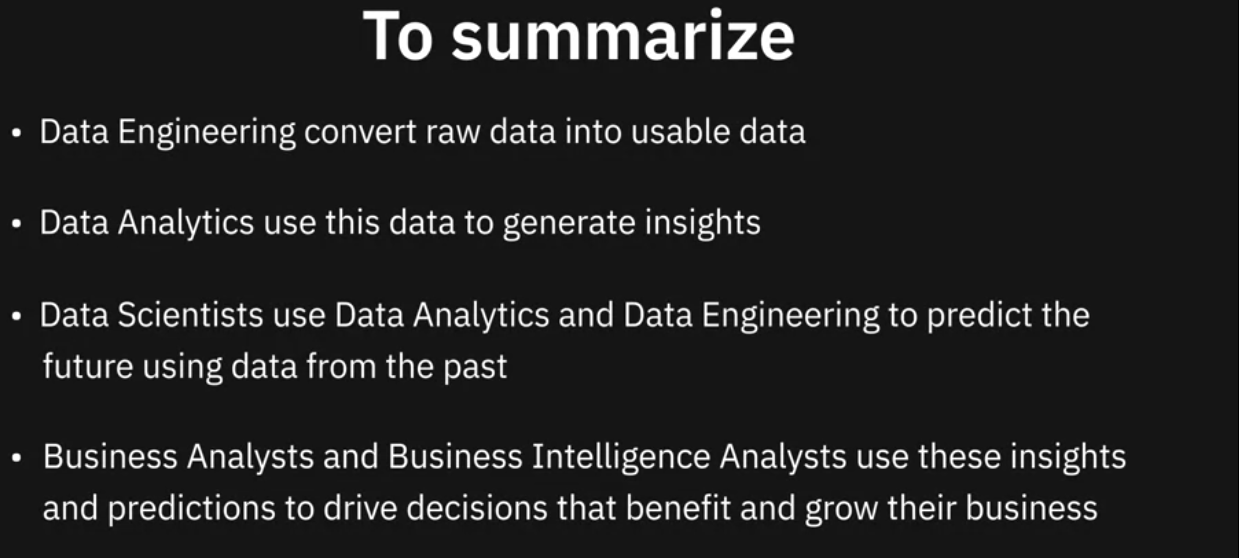 To summarize
• Data Engineering convert raw data into usable data
• Data Analytics use this data to generate insights
• Data Scientists use Data Analytics and Data Engineering to predict the
future using data from the past
• Business Analysts and Business Intelligence Analysts use these insights
and predictions to drive decisions that benefit and grow their business